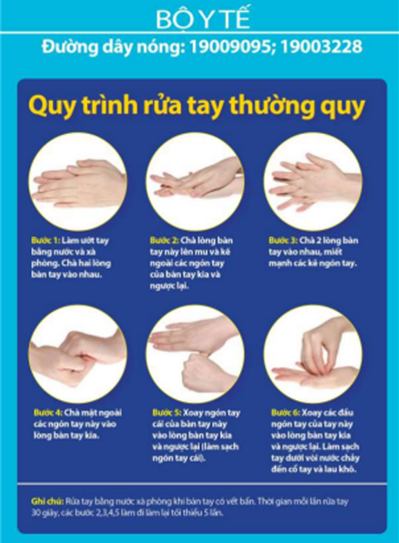 BỘ Y TẾ
Đường dây nóng: 19009095; 19003228
Quy trình rửa tay thường quy
Bước 1: Làm ướt tay
bằng nước và xà
phòng. Chà hai lòng
bàn tay vào nhau.
Bước 2: Chà lòng bàn
tay này lên mu và kẽ
ngoài các ngón tay
của bàn tay kia và
ngược lại.
Bước 3: Chà 2 lòng bàn
tay vào nhau, miết
mạnh các kẽ ngón tay.
Bước 4: Chà mặt ngoài
các ngón tay này vào
lòng bàn tay kia.
Bước 5: Xoay ngón tay
cái của bàn tay này
vào lòng bàn tay kia
và ngược lại (làm sạch
ngón tay cái).
Bước 6: Xoay các đầu
ngón tay của tay này
vào lòng bàn tay kia
và ngược lại. Làm sạch
tay dưới vòi nước chảy
đến cổ tay và lau khô.
Ghi chú: Rửa tay bằng nước xà phòng khi bàn tay có vết bẩn. Thời gian mỗi lần rửa tay
30 giây, các bước 2,3,4,5 làm đi làm lại tối thiểu 5 lần.